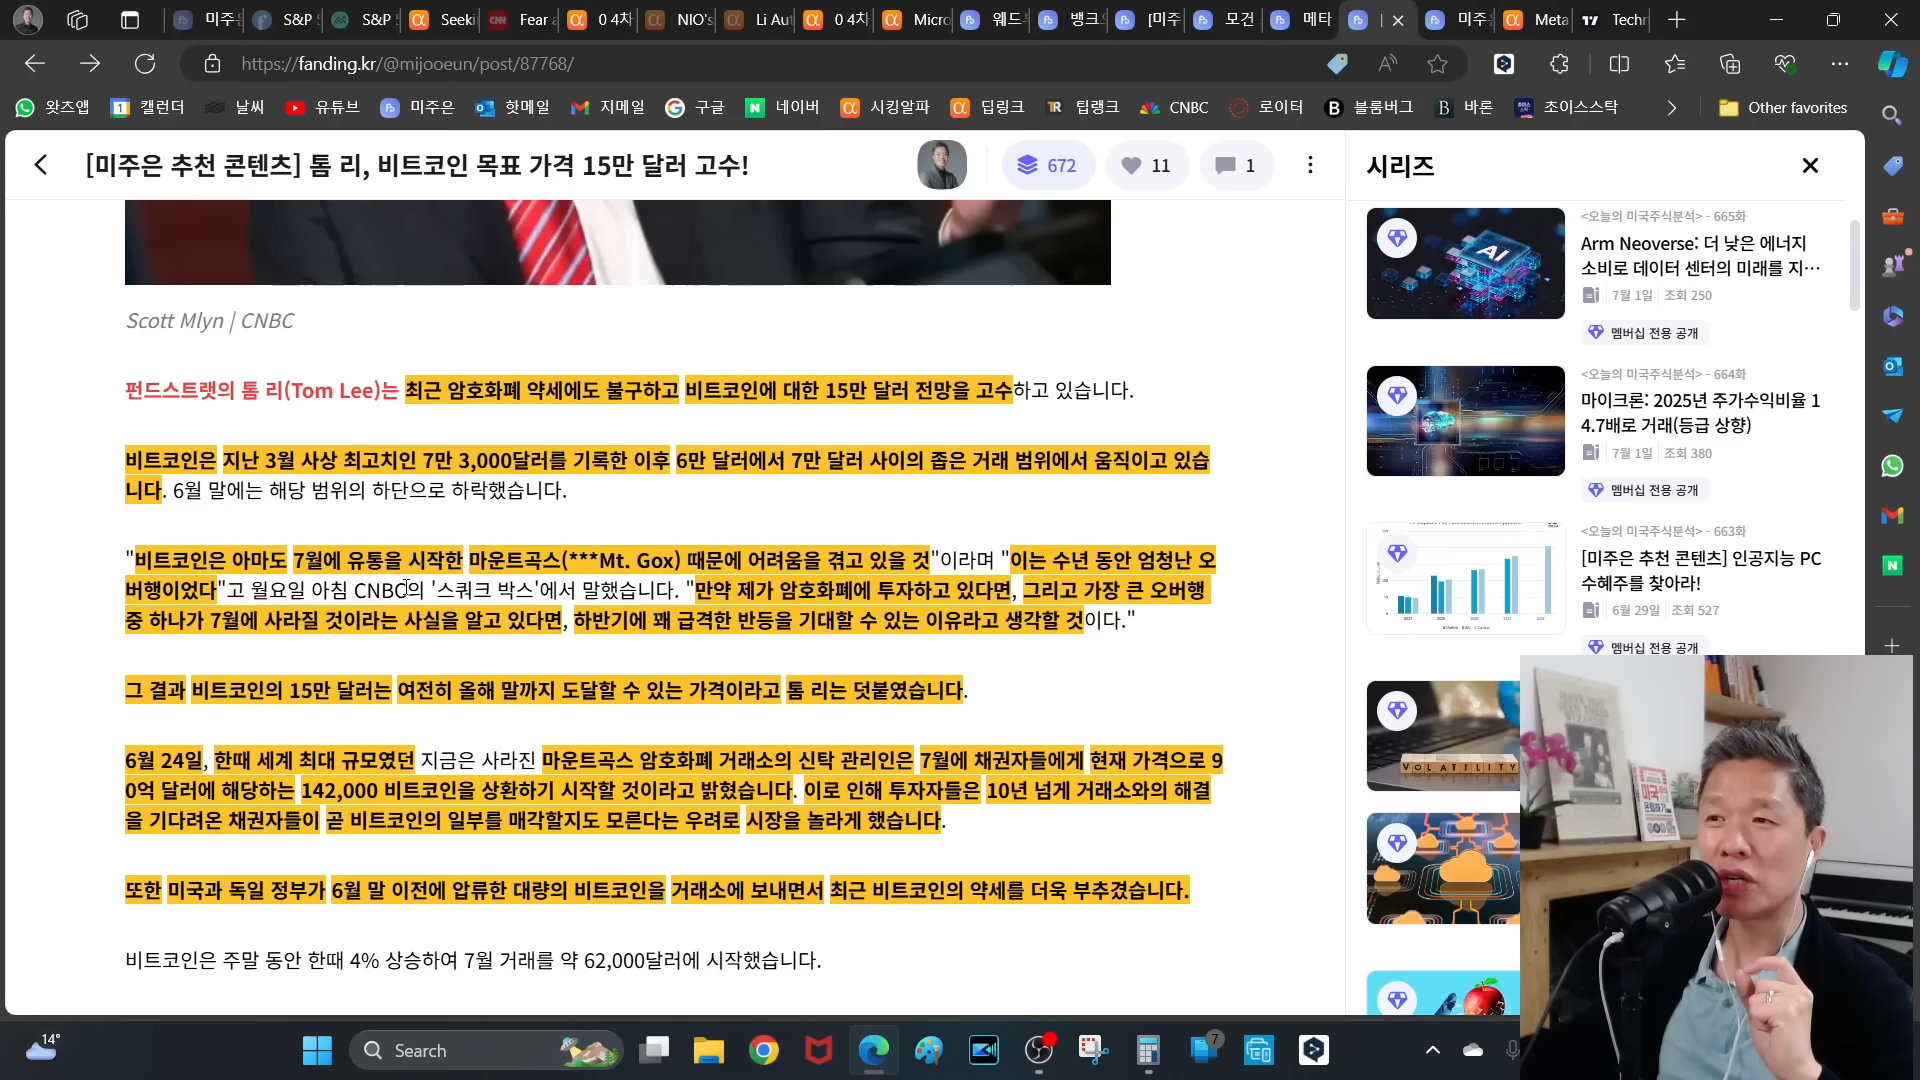 미주
S&P
S&P
Seeki
Fear a
0 4차
NIO's
Li Aut
0 4차
Micro
웨드
뱅크
[미주
모건
메타
미주
Meta
Techn
https://fanding.kr/@mijooeun/post/87768/
왓츠앱
캘린더
날씨
유튜브
미주은
핫메일
지메일
구글
네이버
시킹알파
딥링크
팁랭크
CNBC
로이터
블룸버그
바론
초이스스탁
Other favorites
[미주은 추천 콘텐츠] 톰 리, 비트코인 목표 가격 15만 달러 고수!
672
11
1
시리즈
Scott Mlyn | CNBC
펀드스트랫의 톰 리(Tom Lee)는 최근 암호화폐 약세에도 불구하고 비트코인에 대한 15만 달러 전망을 고수하고 있습니다.
비트코인은 지난 3월 사상 최고치인 7만 3,000달러를 기록한 이후 6만 달러에서 7만 달러 사이의 좁은 거래 범위에서 움직이고 있습
니다. 6월 말에는 해당 범위의 하단으로 하락했습니다.
"비트코인은 아마도 7월에 유통을 시작한 마운트곡스(***Mt. Gox) 때문에 어려움을 겪고 있을 것"이라며 "이는 수년 동안 엄청난 오
버행이었다"고 월요일 아침 CNBC의 '스쿼크 박스'에서 말했습니다. "만약 제가 암호화폐에 투자하고 있다면, 그리고 가장 큰 오버행
중 하나가 7월에 사라질 것이라는 사실을 알고 있다면, 하반기에 꽤 급격한 반등을 기대할 수 있는 이유라고 생각할 것이다."
그 결과 비트코인의 15만 달러는 여전히 올해 말까지 도달할 수 있는 가격이라고 톰 리는 덧붙였습니다.
6월 24일, 한때 세계 최대 규모였던 지금은 사라진 마운트곡스 암호화폐 거래소의 신탁 관리인은 7월에 채권자들에게 현재 가격으로 9
0억 달러에 해당하는 142,000 비트코인을 상환하기 시작할 것이라고 밝혔습니다. 이로 인해 투자자들은 10년 넘게 거래소와의 해결
을 기다려온 채권자들이 곧 비트코인의 일부를 매각할지도 모른다는 우려로 시장을 놀라게 했습니다.
또한 미국과 독일 정부가 6월 말 이전에 압류한 대량의 비트코인을 거래소에 보내면서 최근 비트코인의 약세를 더욱 부추겼습니다.
비트코인은 주말 동안 한때 4% 상승하여 7월 거래를 약 62,000달러에 시작했습니다.
<오늘의 미국주식분석> - 665화
Arm Neoverse: 더 낮은 에너지
소비로 데이터 센터의 미래를 지…
7월 1일
조회 250
멤버십 전용 공개
AI
<오늘의 미국주식분석> - 664화
마이크론: 2025년 주가수익비율 1
4.7배로 거래(등급 상향)
7월 1일
조회 380
멤버십 전용 공개
<오늘의 미국주식분석> - 663화
[미주은 추천 콘텐츠] 인공지능 PC
수혜주를 찾아라!
6월 29일
조회 527
멤버십 전용 공개
VOLATILITY
14°
Search
7